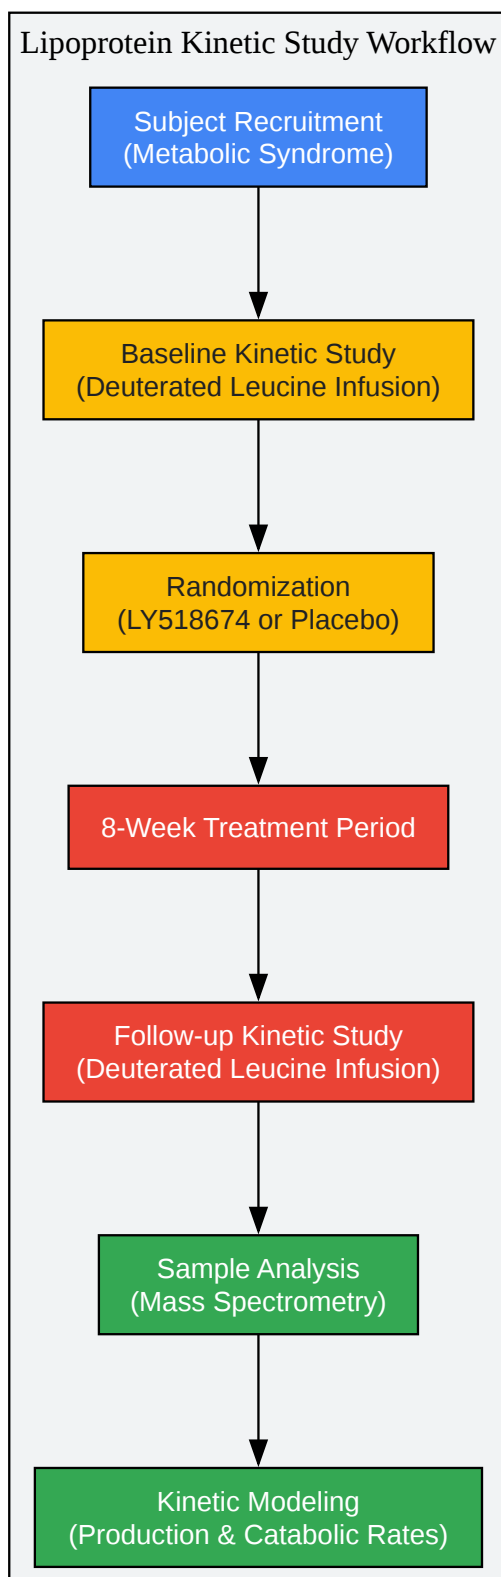 Lipoprotein Kinetic Study Workflow
Subject Recruitment
(Metabolic Syndrome)
Baseline Kinetic Study
(Deuterated Leucine Infusion)
Randomization
(LY518674 or Placebo)
8-Week Treatment Period
Follow-up Kinetic Study
(Deuterated Leucine Infusion)
Sample Analysis
(Mass Spectrometry)
Kinetic Modeling
(Production & Catabolic Rates)